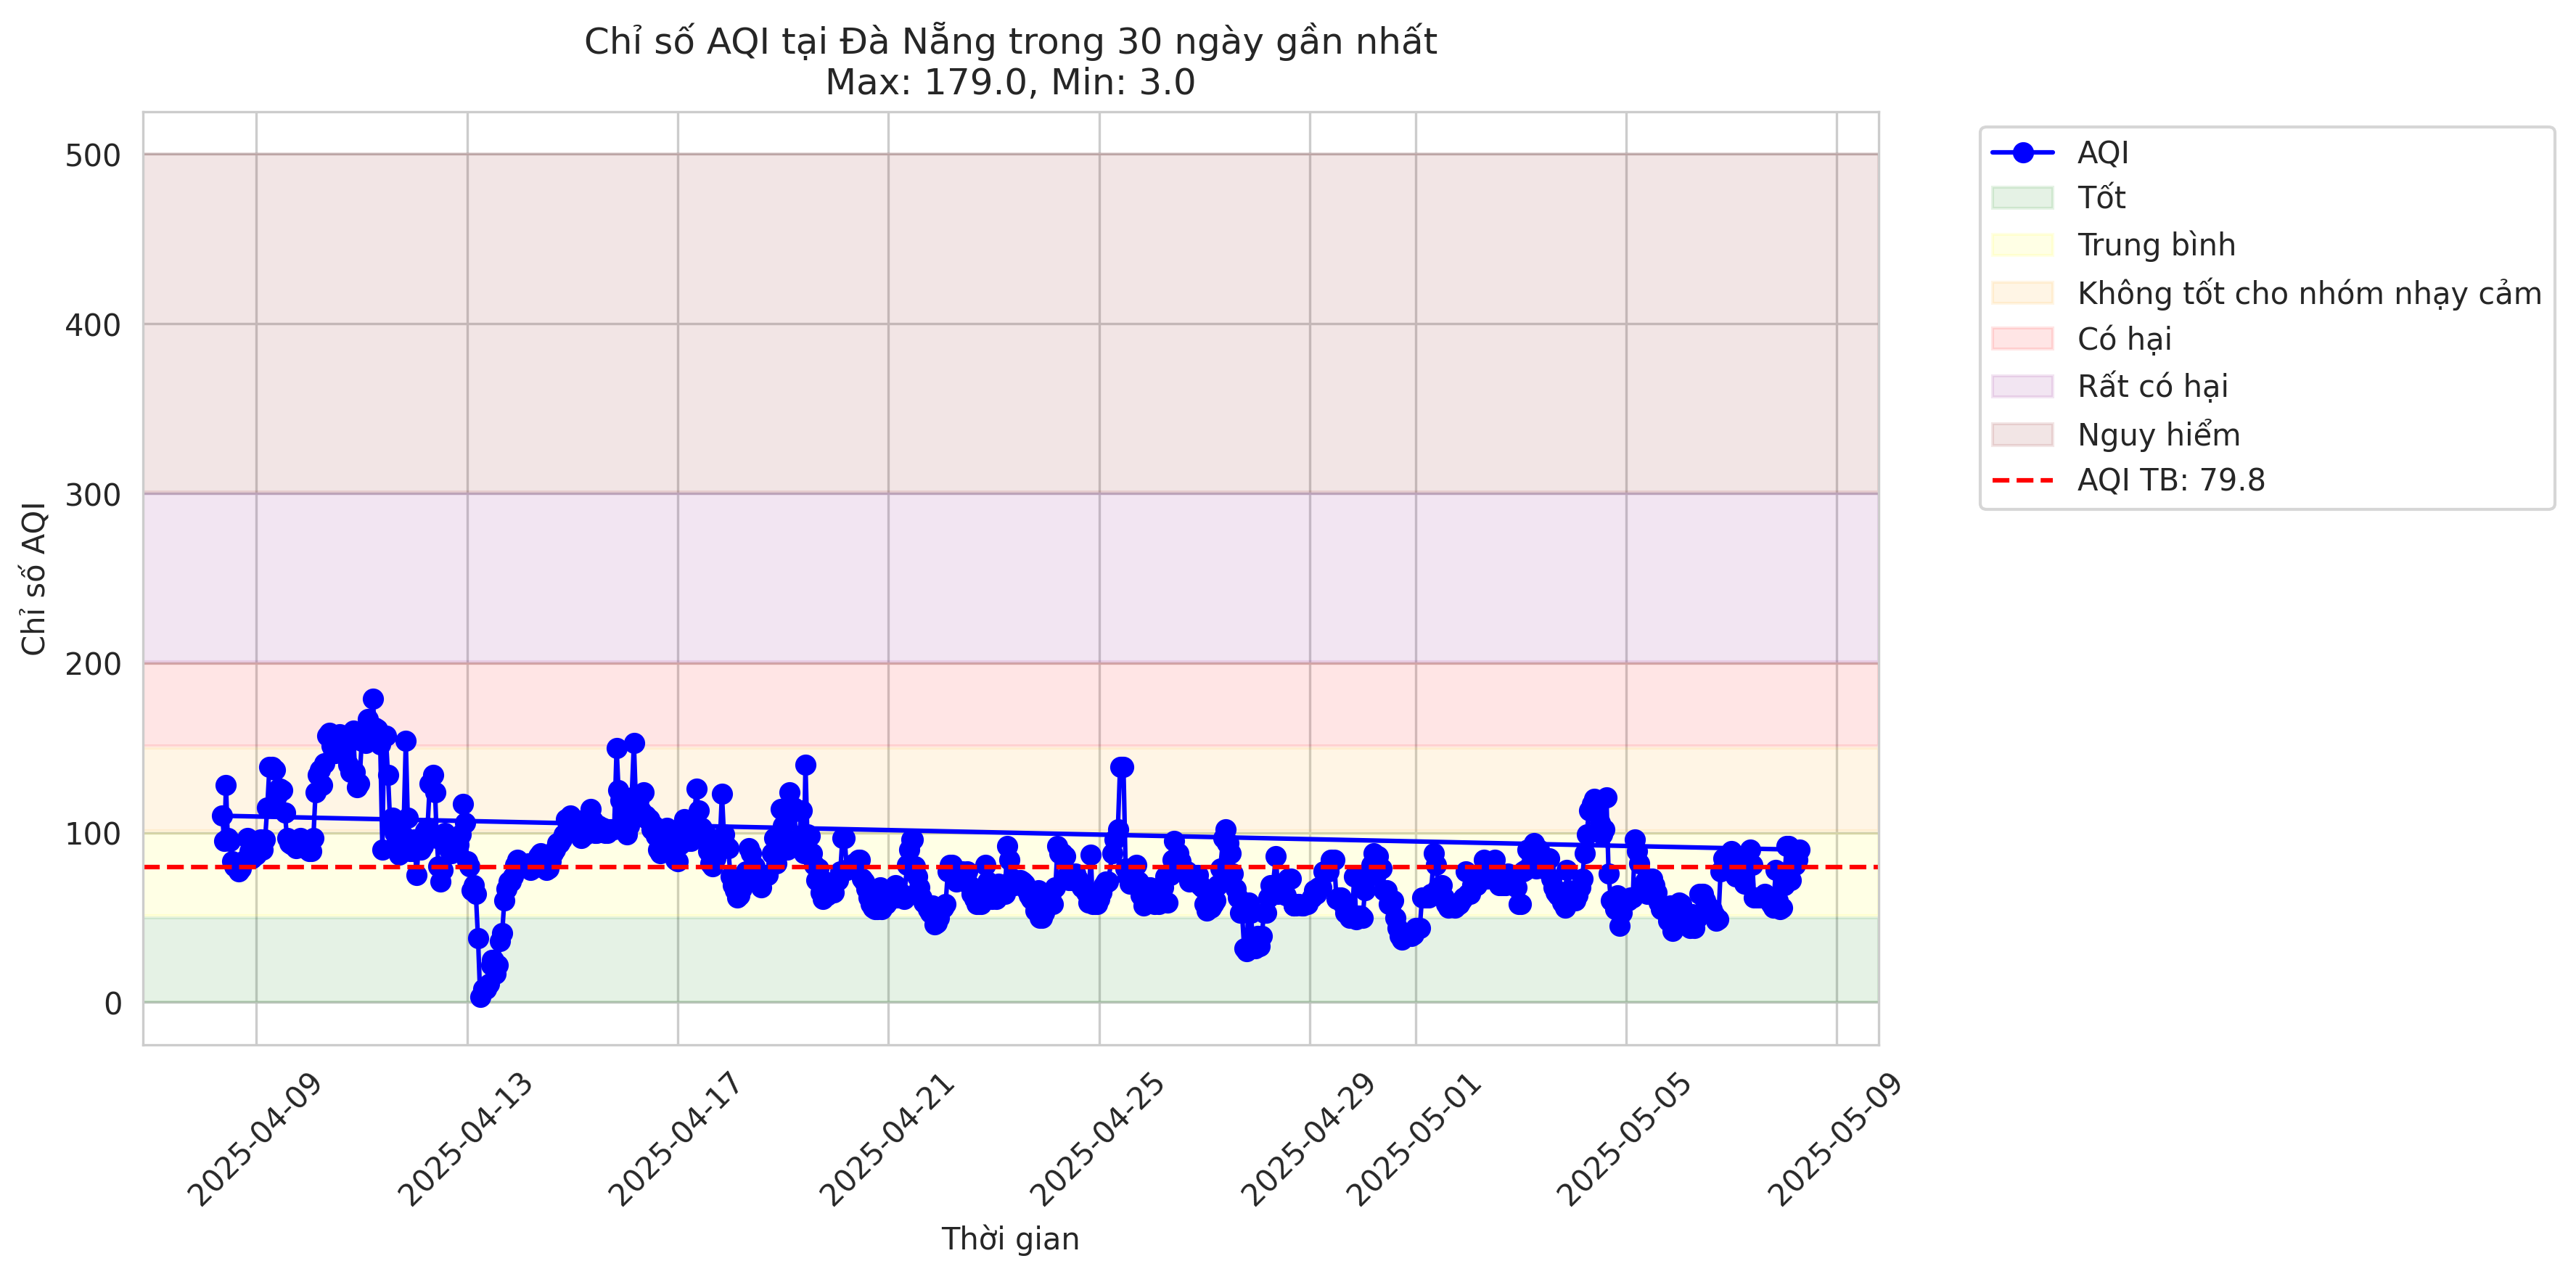 Chỉ số AQI tại Đà Nẵng trong 30 ngày gần nhất
Max: 179.0, Min: 3.0
Chỉ số AQI
500
400
300
200
100
0
2025-04-09
2025-04-13
2025-04-17
2025-04-21
2025-04-25
2025-04-29
2025-05-01
2025-05-05
2025-05-09
Thời gian
AQI
Tốt
Trung bình
Không tốt cho nhóm nhạy cảm
Có hại
Rất có hại
Nguy hiểm
AQI TB: 79.8